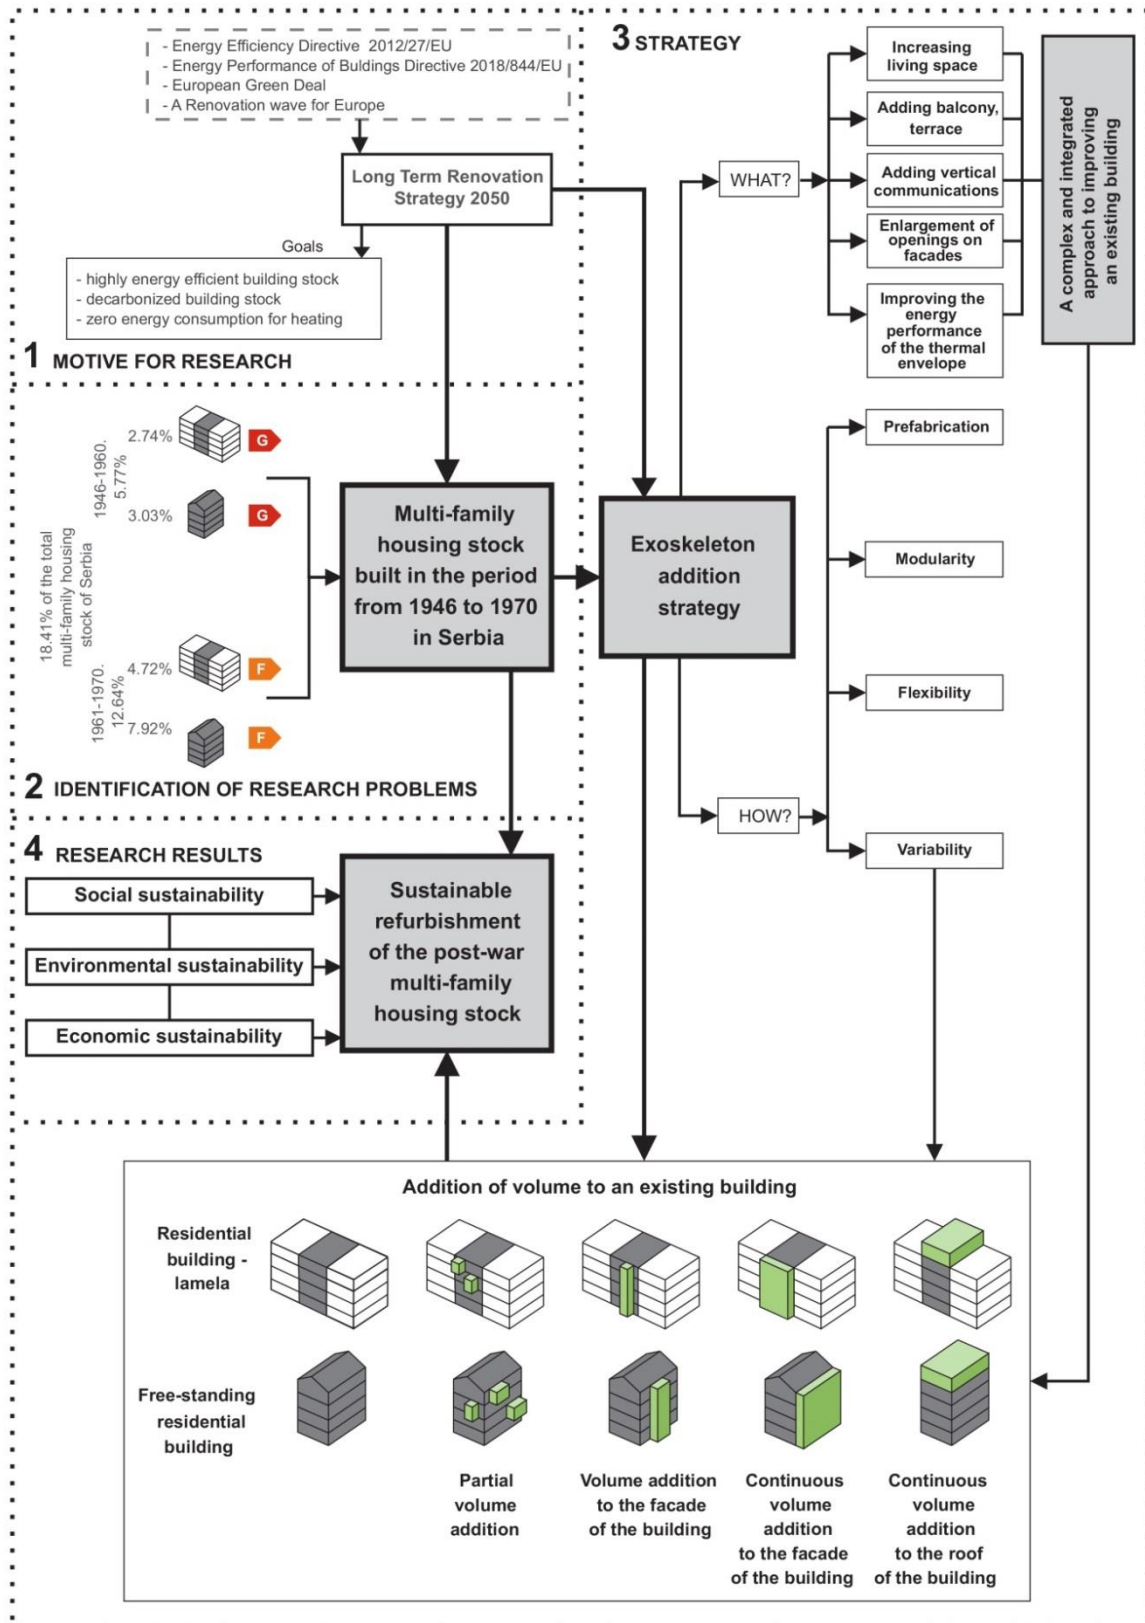 - Energy Efficiency Directive 2012/27/EU
- Energy Performance of Buldings Directive 2018/844/EU
- European Green Deal
- A Renovation wave for Europe
Long Term Renovation
Strategy 2050
Goals
- highly energy efficient building stock
- decarbonized building stock
- zero energy consumption for heating
1 MOTIVE FOR RESEARCH
18.41% of the total
multi-family housing
stock of Serbia
1946-1960.
5.77%
2.74%
G
3.03%
G
1961-1970.
12.64%
4.72%
F
7.92%
F
Multi-family
housing stock
built in the period
from 1946 to 1970
in Serbia
2 IDENTIFICATION OF RESEARCH PROBLEMS
3 STRATEGY
Exoskeleton
addition
strategy
WHAT?
Increasing
living space
Adding balcony,
terrace
Adding vertical
communications
Enlargement of
openings on
facades
Improving the
energy
performance
of the thermal
envelope
A complex and integrated
approach to improving
an existing building
HOW?
Prefabrication
Modularity
Flexibility
Variability
4 RESEARCH RESULTS
Social sustainability
Environmental sustainability
Economic sustainability
Sustainable
refurbishment
of the post-war
multi-family
housing stock
Addition of volume to an existing building
Residential
building -
lamela
Free-standing
residential
building
Partial
volume
addition
Volume addition
to the facade
of the building
Continuous
volume
addition
to the facade
of the building
Continuous
volume
addition
to the roof
of the building